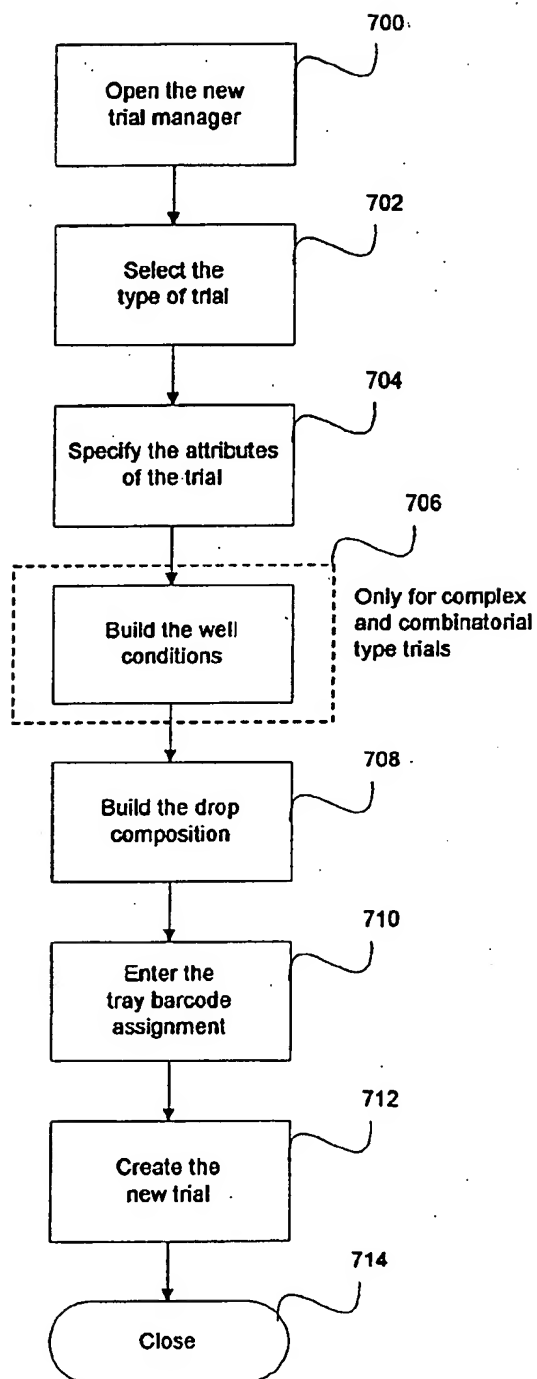 700
Open the new
trial manager
702
Select the
type of trial
704
Specify the attributes
of the trial
706
Only for complex
and combinatorial
type trials
Build the well
conditions
708
Build the drop
composition
710
Enter the
tray barcode
assignment
712
Create the
new trial
714
Close